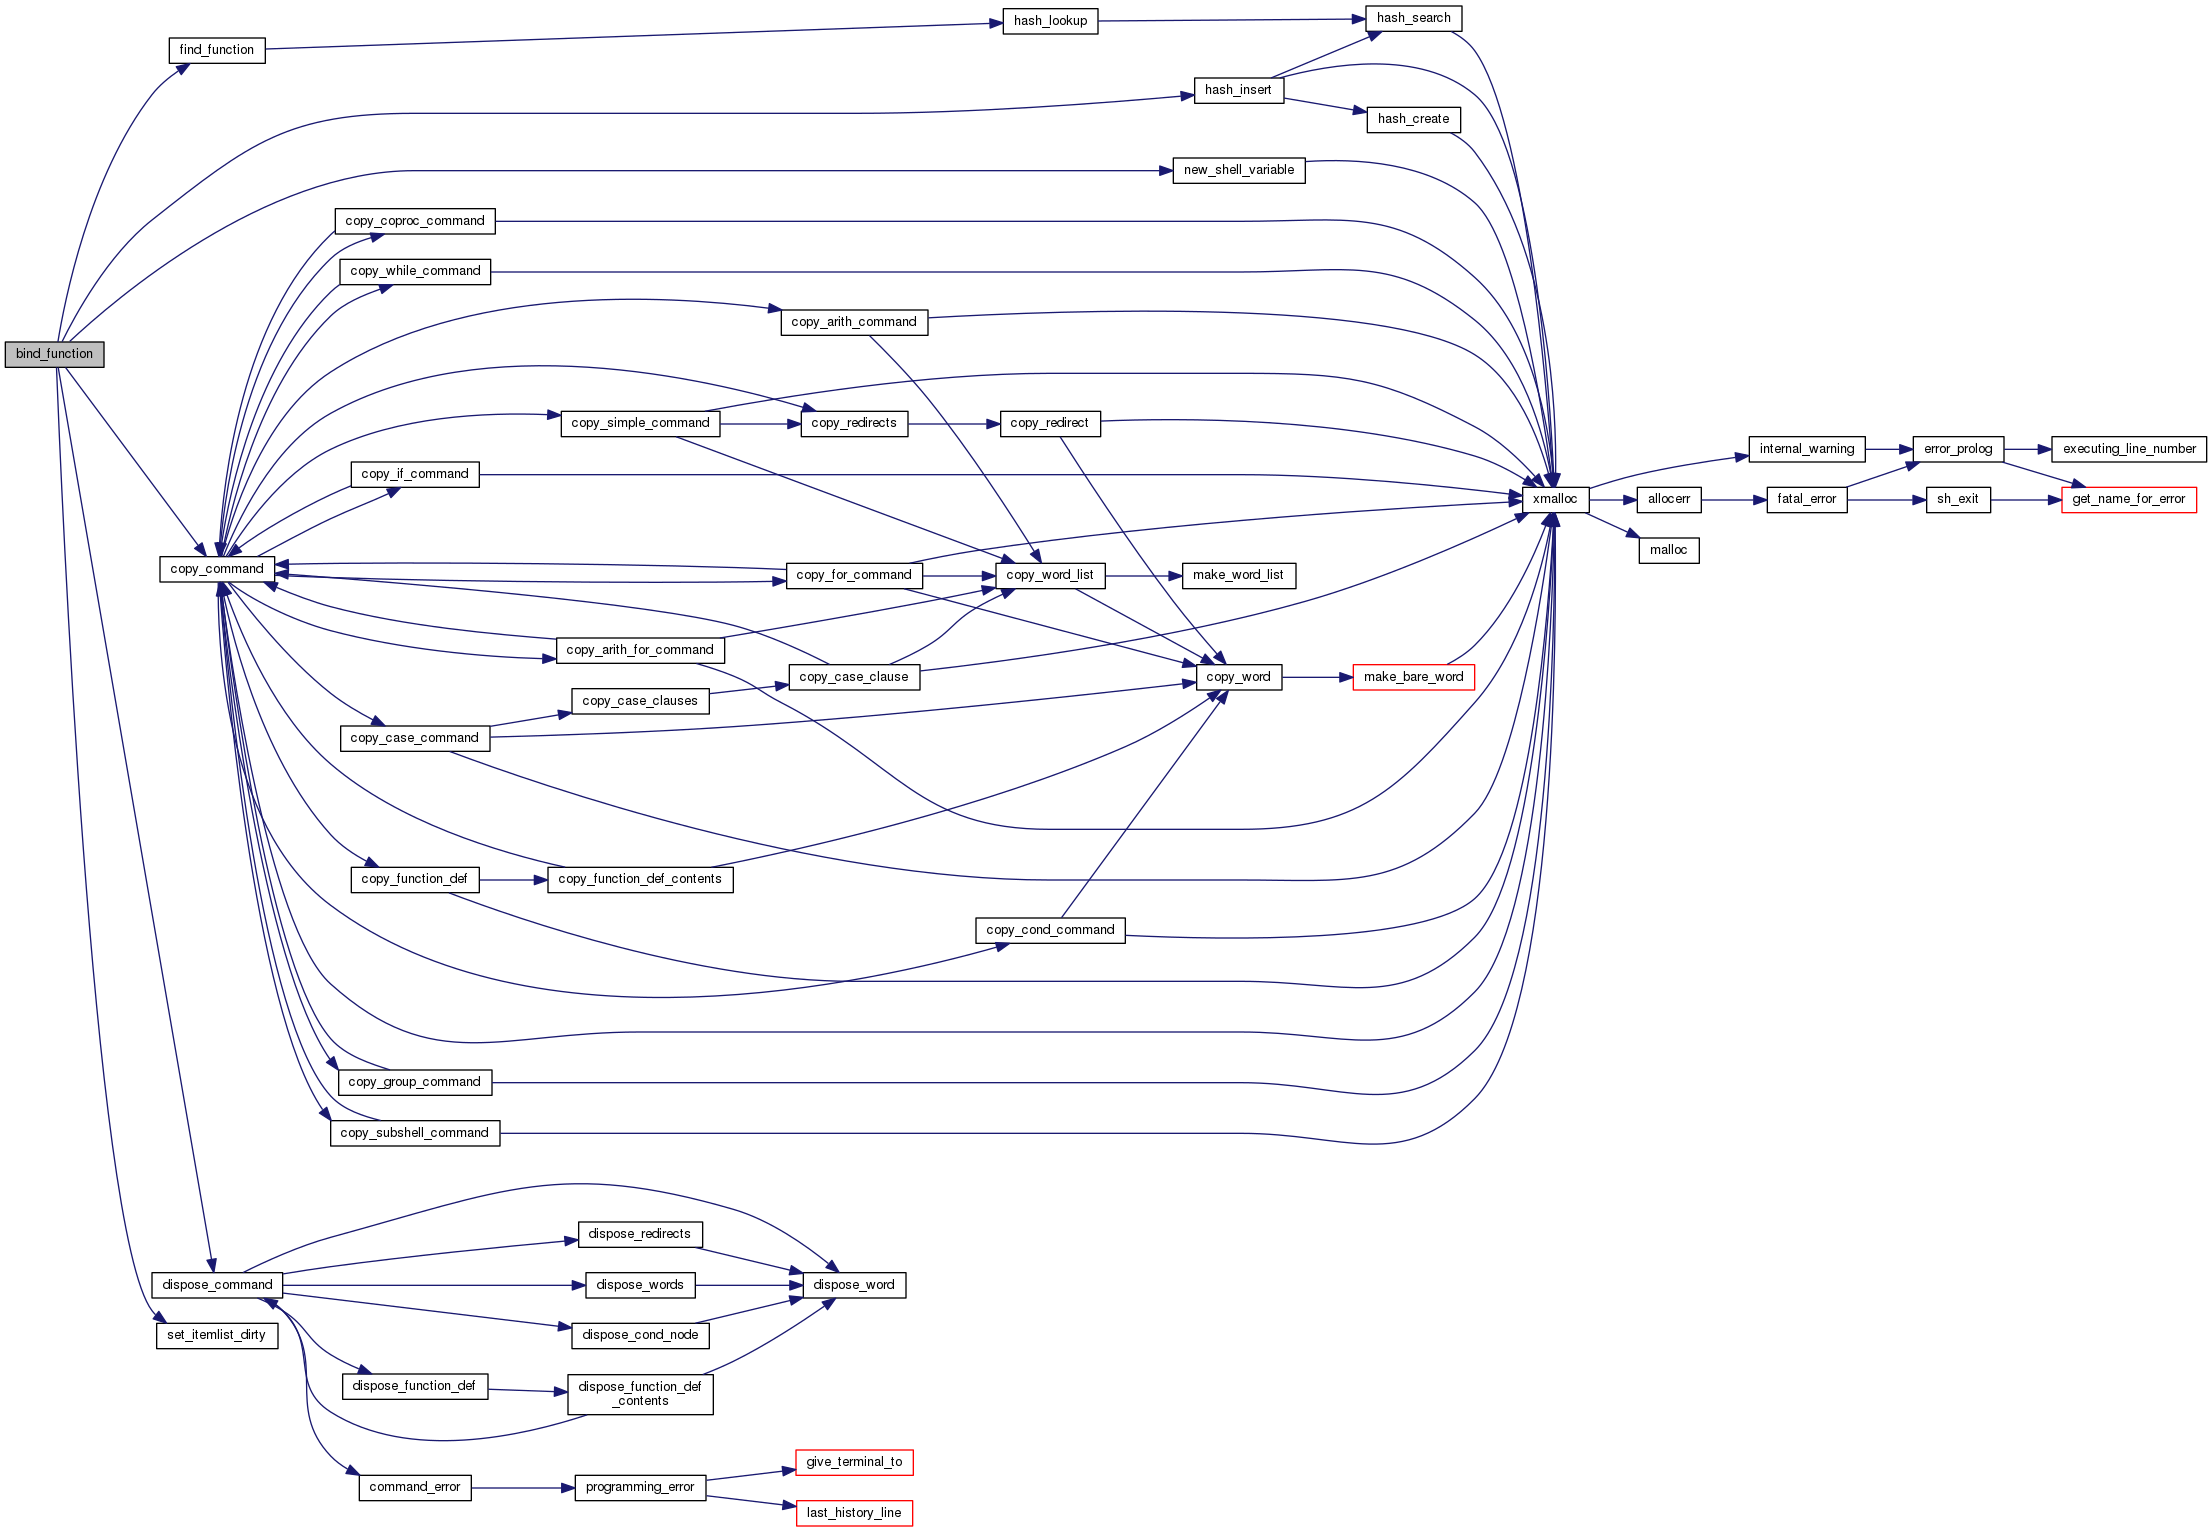 hash_search
hash_lookup
find_function
hash_insert
hash_create
new_shell_variable
copy_coproc_command
copy_while_command
copy_arith_command
bind_function
copy_simple_command
copy_redirects
copy_redirect
internal_warning
error_prolog
executing_line_number
copy_if_command
xmalloc
allocerr
fatal_error
sh_exit
get_name_for_error
malloc
copy_command
copy_for_command
copy_word_list
make_word_list
copy_arith_for_command
copy_case_clause
copy_word
make_bare_word
copy_case_clauses
copy_case_command
copy_function_def
copy_function_def_contents
copy_cond_command
copy_group_command
copy_subshell_command
dispose_redirects
dispose_command
dispose_words
dispose_word
set_itemlist_dirty
dispose_cond_node
dispose_function_def
dispose_function_def
_contents
give_terminal_to
command_error
programming_error
last_history_line